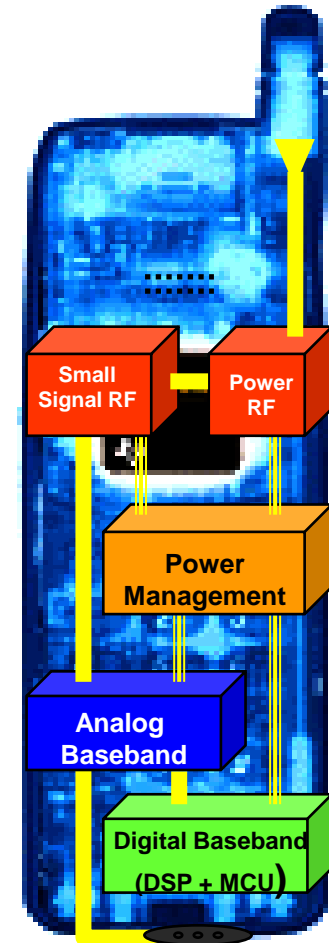 Small
Signal RF
Power
RF
Power
Management
Analog
Baseband
Digital Baseband
(DSP + MCU)